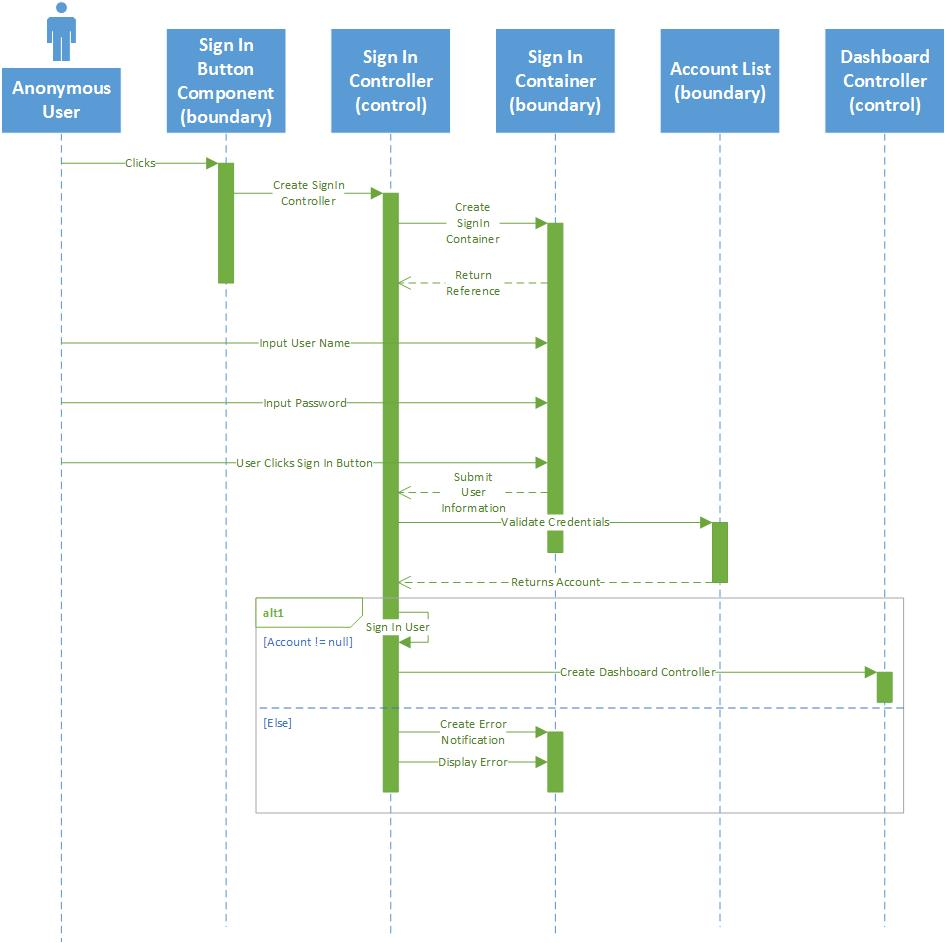 Anonymous
User
Sign In
Button
Component
(boundary)
Sign In
Controller
(control)
Sign In
Container
(boundary)
Account List
(boundary)
Dashboard
Controller
(control)
Clicks
Create SignIn
Controller
Create
SignIn
Container
Return
Reference
Input User Name
Input Password
User Clicks Sign In Button
Submit
User
Information
Validate Credentials
Returns Account
alt1
Sign In User
[Account != null]
Create Dashboard Controller
[Else]
Create Error
Notification
Display Error